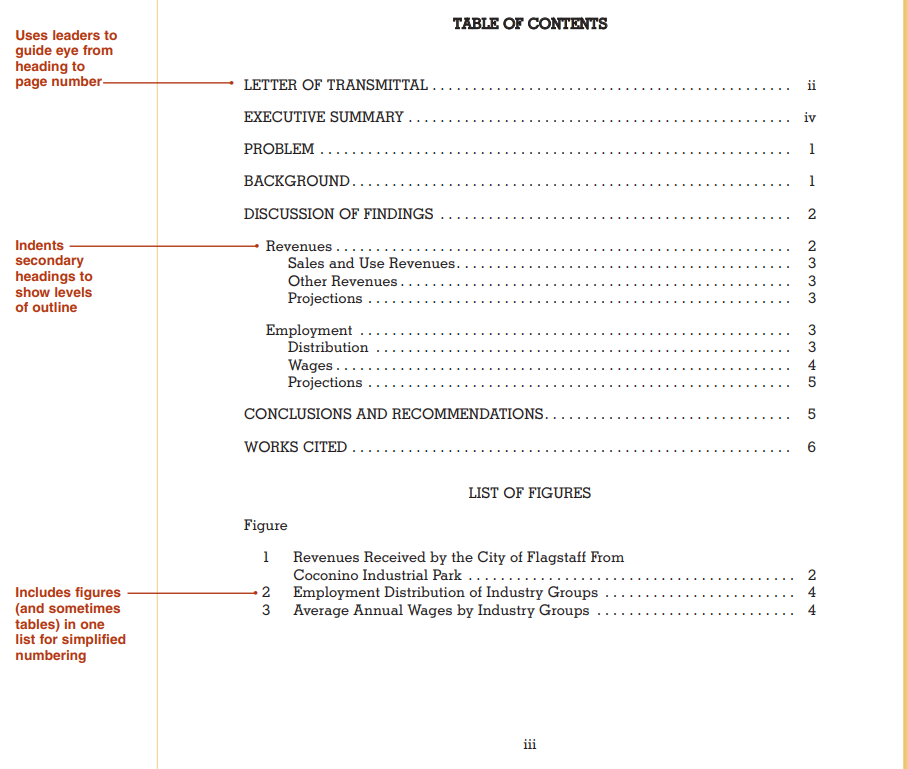 TABLE OF CONTENTS
Uses leaders to
guide eye from
heading to
page number
LETTER OF TRANSMITTAL . . . . . . . . . . . . . . . . . . . . ii
EXECUTIVE SUMMARY . . . . . . . . . . . . . . . . . . . . iv
PROBLEM . . . . . . . . . . . . . . . . . . . . 1
BACKGROUND . . . . . . . . . . . . . . . . . . . . 1
DISCUSSION OF FINDINGS . . . . . . . . . . . . . . . . . . . . 2
Indents
secondary
headings to
show levels
of outline
Revenues . . . . . . . . . . . . . . . . . . . . 2
Sales and Use Revenues . . . . . . . . . . . . . . . . . . . . 3
Other Revenues . . . . . . . . . . . . . . . . . . . . 3
Projections . . . . . . . . . . . . . . . . . . . . 3
Employment . . . . . . . . . . . . . . . . . . . . 3
Distribution . . . . . . . . . . . . . . . . . . . . 3
Wages . . . . . . . . . . . . . . . . . . . . 4
Projections . . . . . . . . . . . . . . . . . . . . 5
CONCLUSIONS AND RECOMMENDATIONS . . . . . . . . . . . . . . . . . . . . 5
WORKS CITED . . . . . . . . . . . . . . . . . . . . 6
LIST OF FIGURES
Figure
1 Revenues Received by the City of Flagstaff From
Coconino Industrial Park . . . . . . . . . . . . . . . . . . . . 2
Includes figures
(and sometimes
tables) in one
list for simplified
numbering
2 Employment Distribution of Industry Groups . . . . . . . . . . . . . . . . . . . . 4
3 Average Annual Wages by Industry Groups . . . . . . . . . . . . . . . . . . . . 4
iii